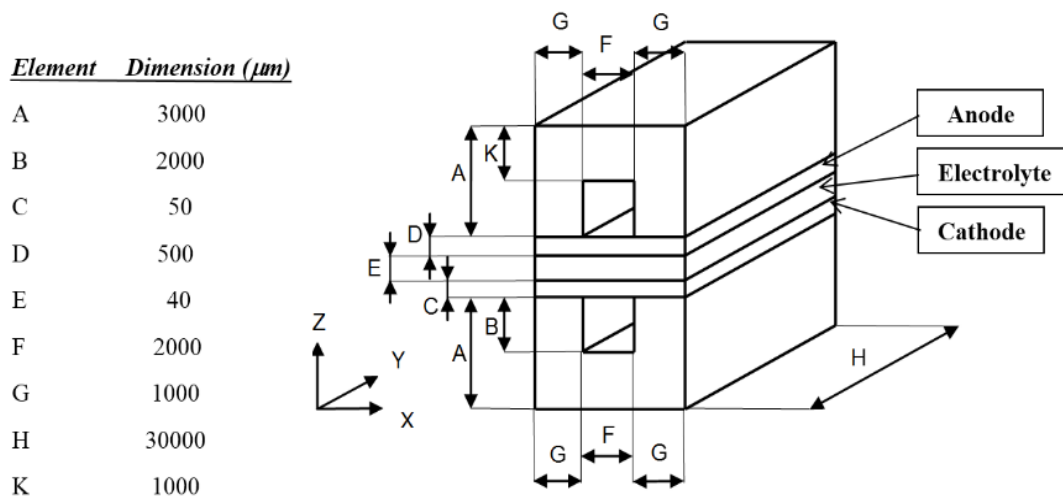 Element Dimension (μm)
A 3000
B 2000
C 50
D 500
E 40
F 2000
G 1000
H 30000
K 1000
G
F
G
K
A
D
E
C
B
A
Z
Y
X
H
G
F
G
Anode
Electrolyte
Cathode